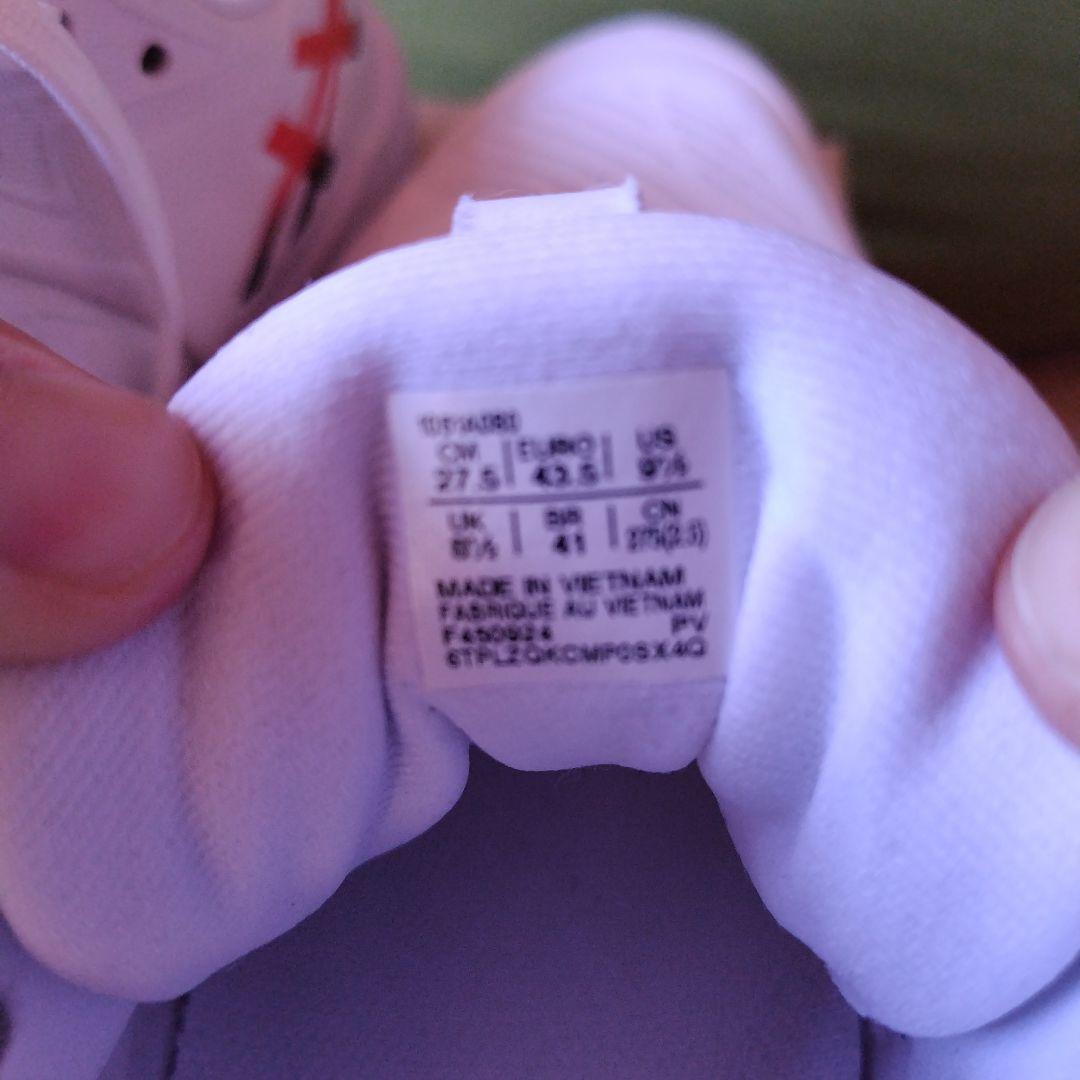 CM | EURO | US
27.5 | 43.5 | 9½
UK | BR | CN
8½ | 41 | 275(2.5)
MADE IN VIETNAM
FABRIQUE AU VIETNAM
F450924 PV
6TPLZQKCMP0SX4Q